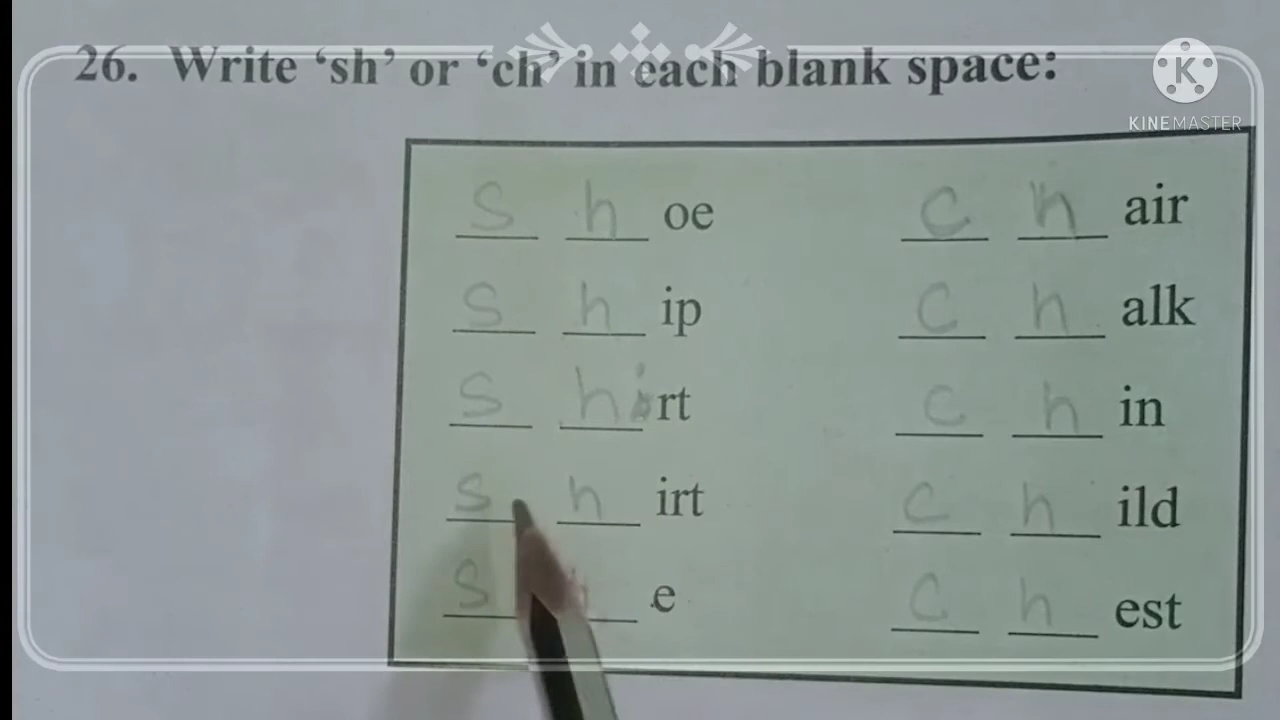 26. Write ‘sh’ or ‘ch’ in each blank space:
K
KINEMASTER
s h oe c h air
s h ip c h alk
s h rt c h in
s h irt c h ild
s e c h est